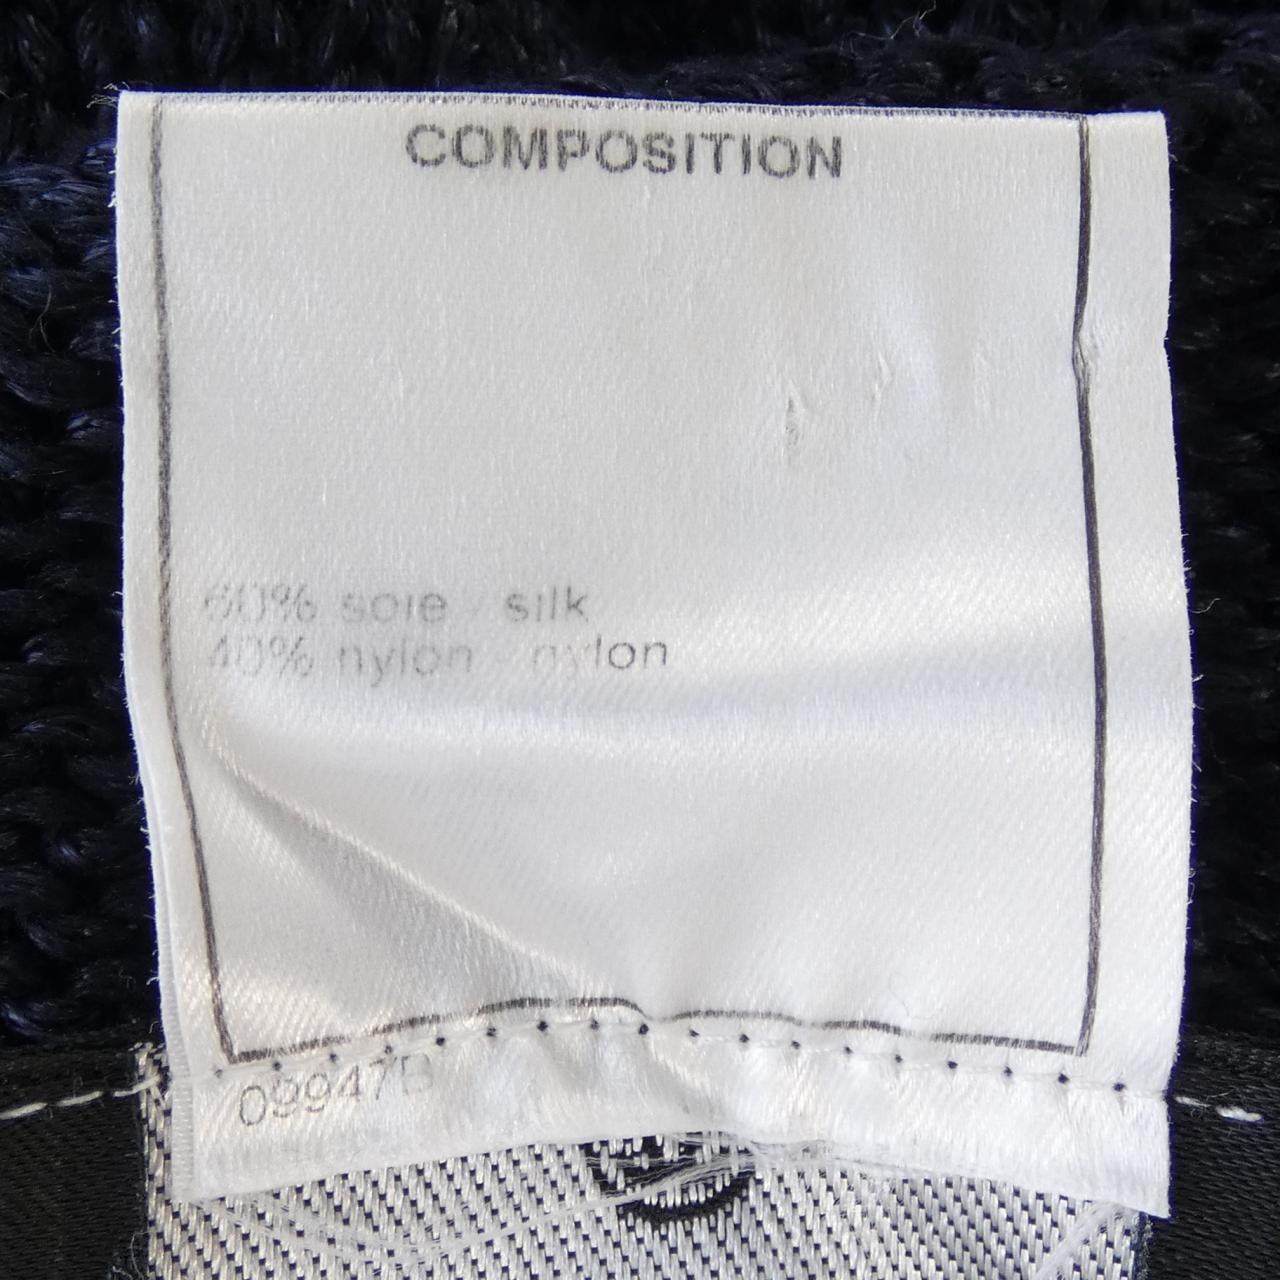 COMPOSITION
60% soie / silk
40% nylon - nylon
09947B